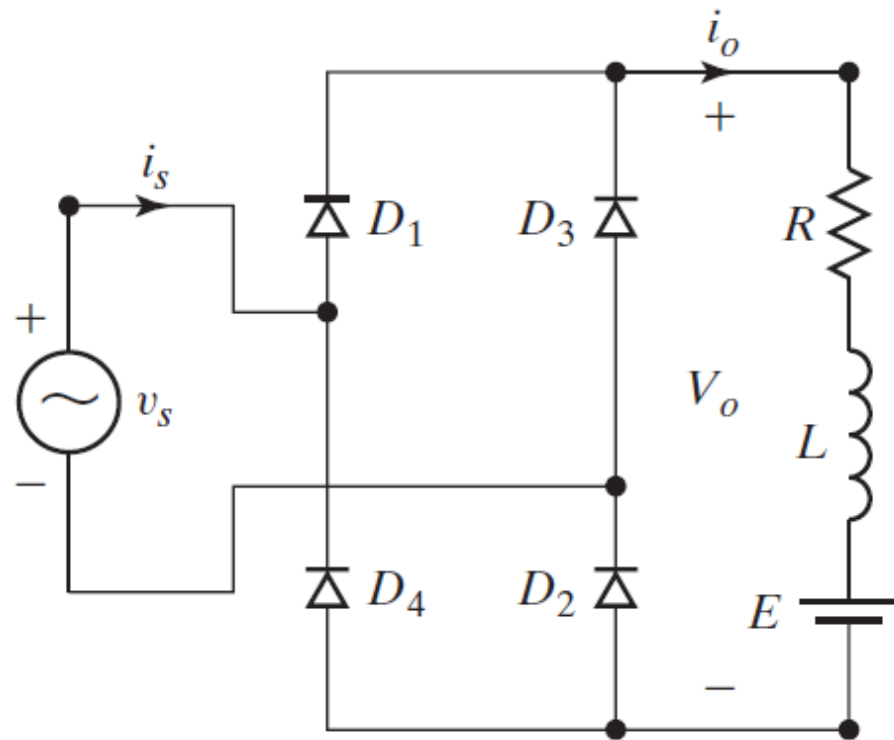 i_o
+
i_s
D_1
D_3
R
+
v_s
V_o
L
−
D_4
D_2
E
−